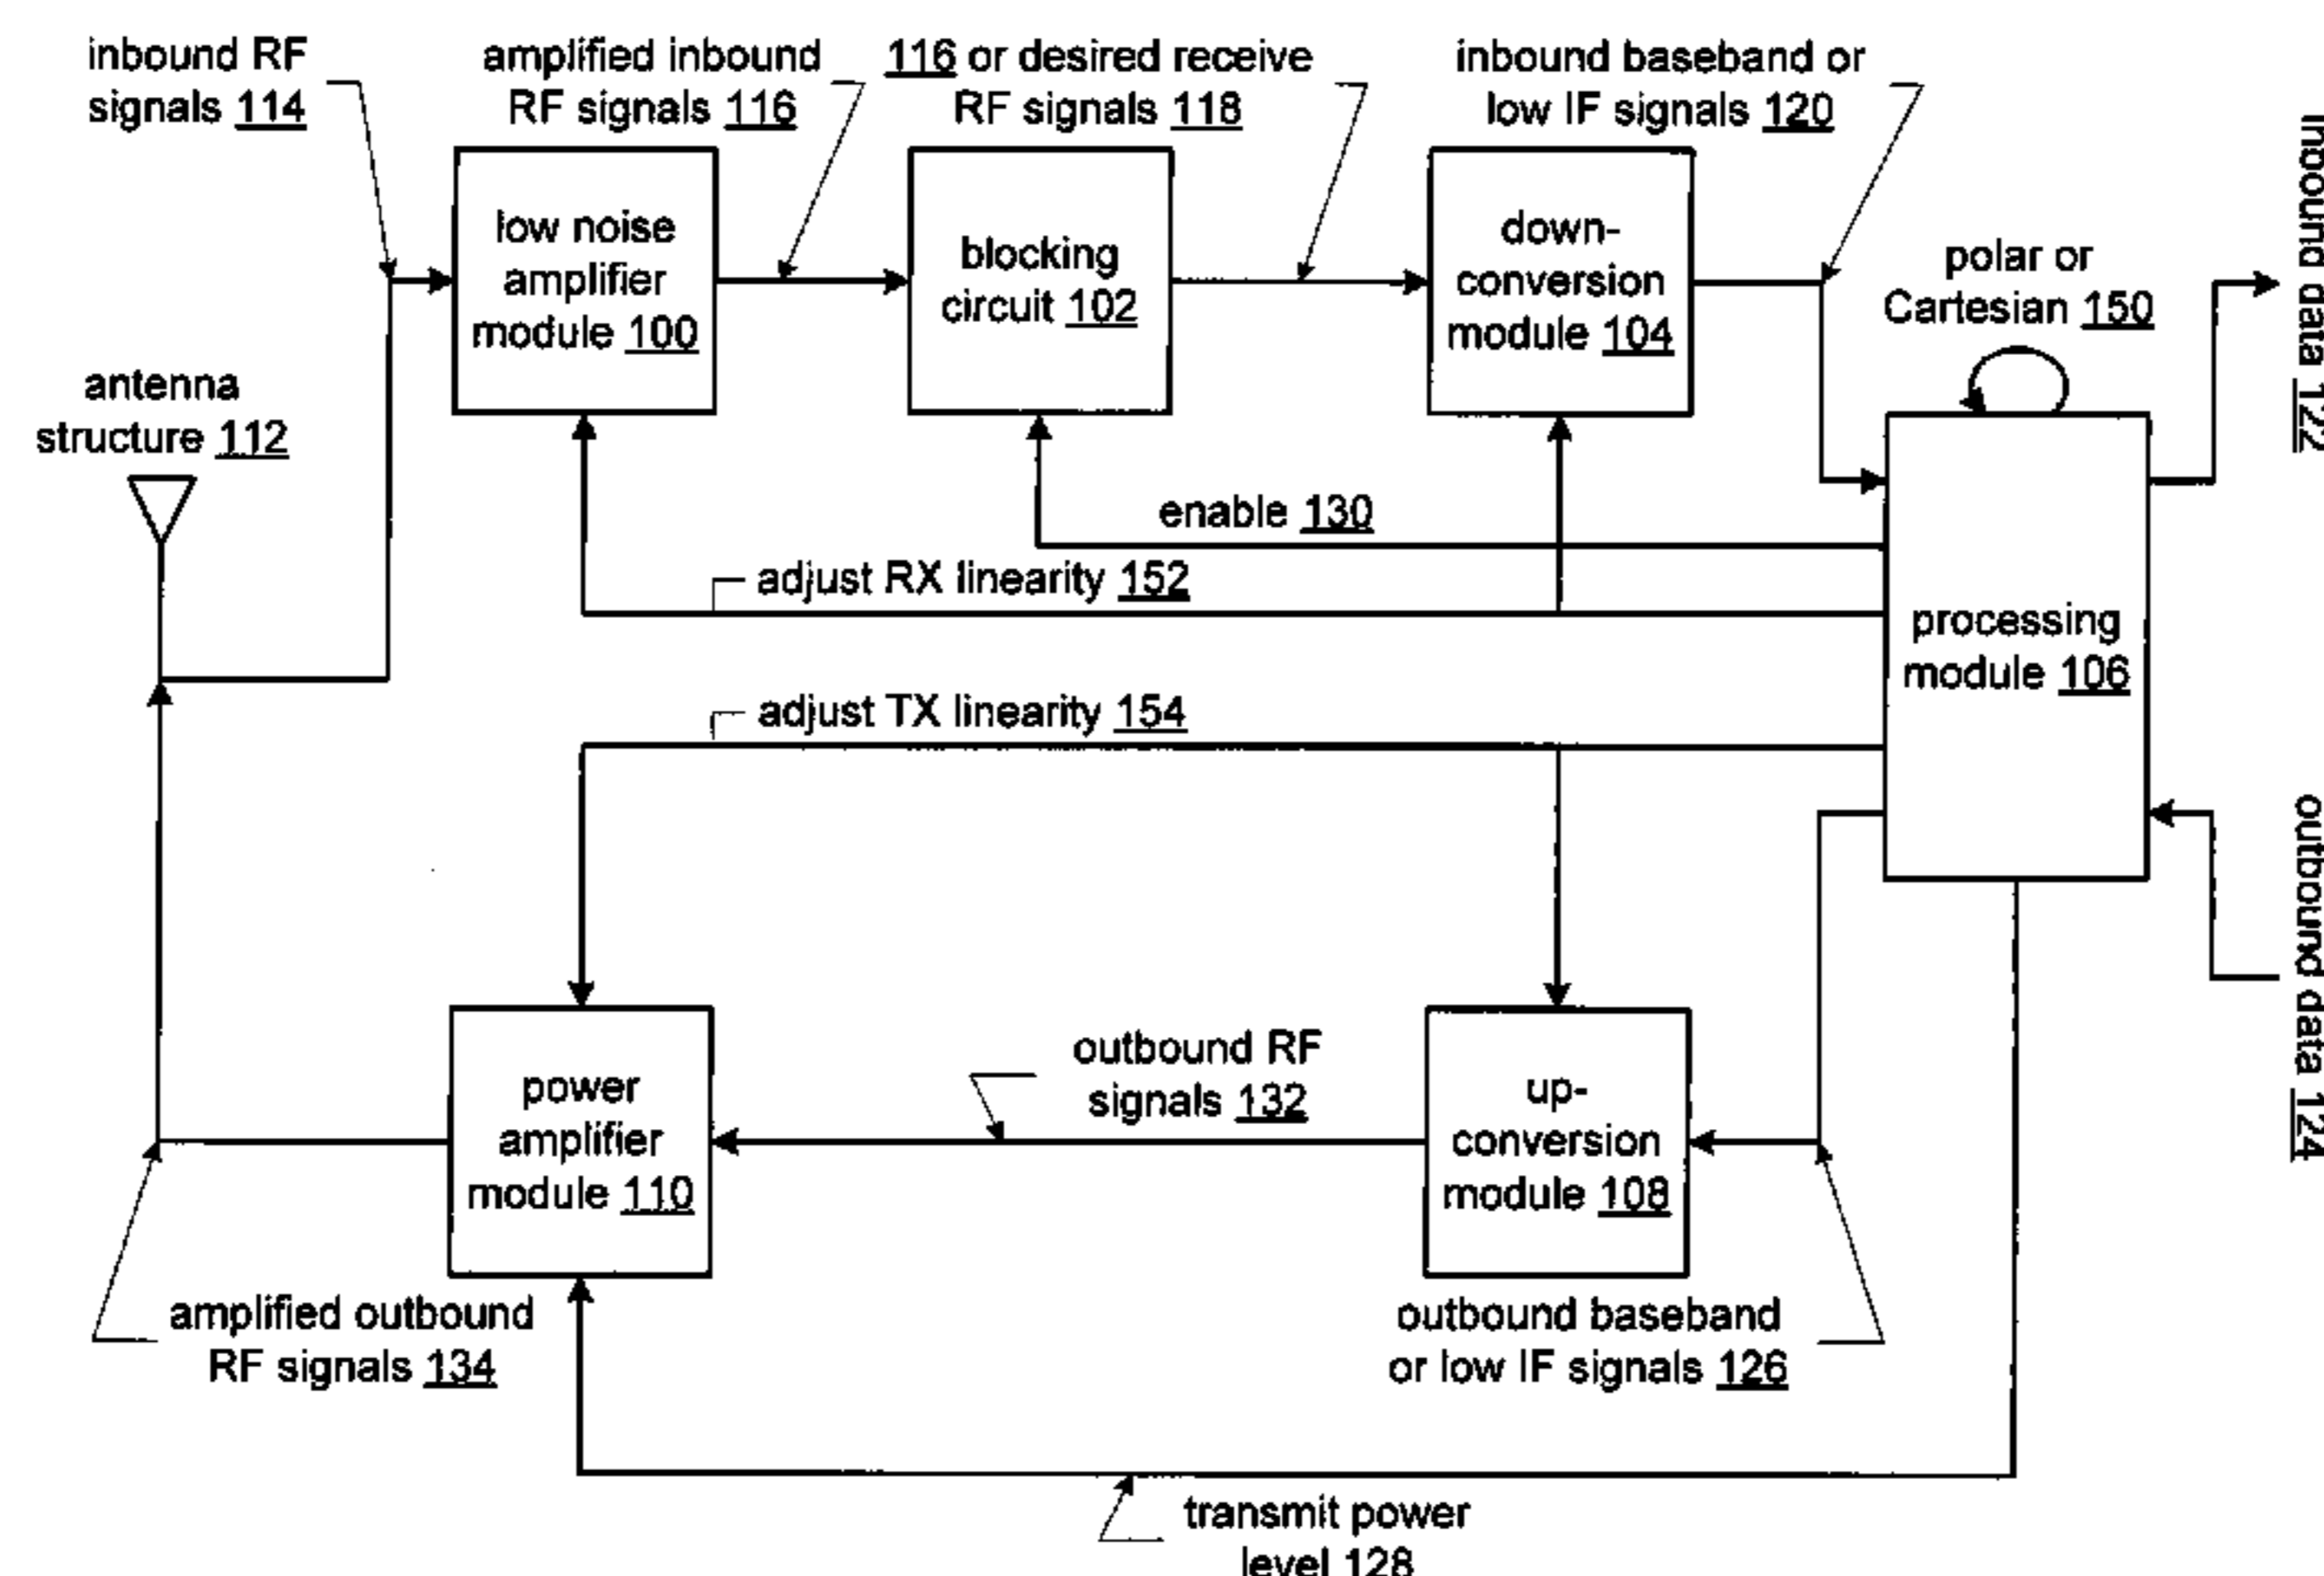 inbound RF
signals 114
amplified inbound
RF signals 116
116 or desired receive
RF signals 118
inbound baseband or
low IF signals 120
inbound data 122
low noise
amplifier
module 100
blocking
circuit 102
down-
conversion
module 104
polar or
Cartesian 150
antenna
structure 112
enable 130
adjust RX linearity 152
processing
module 106
adjust TX linearity 154
outbound data 124
power
amplifier
module 110
outbound RF
signals 132
up-
conversion
module 108
amplified outbound
RF signals 134
outbound baseband
or low IF signals 126
transmit power
level 128